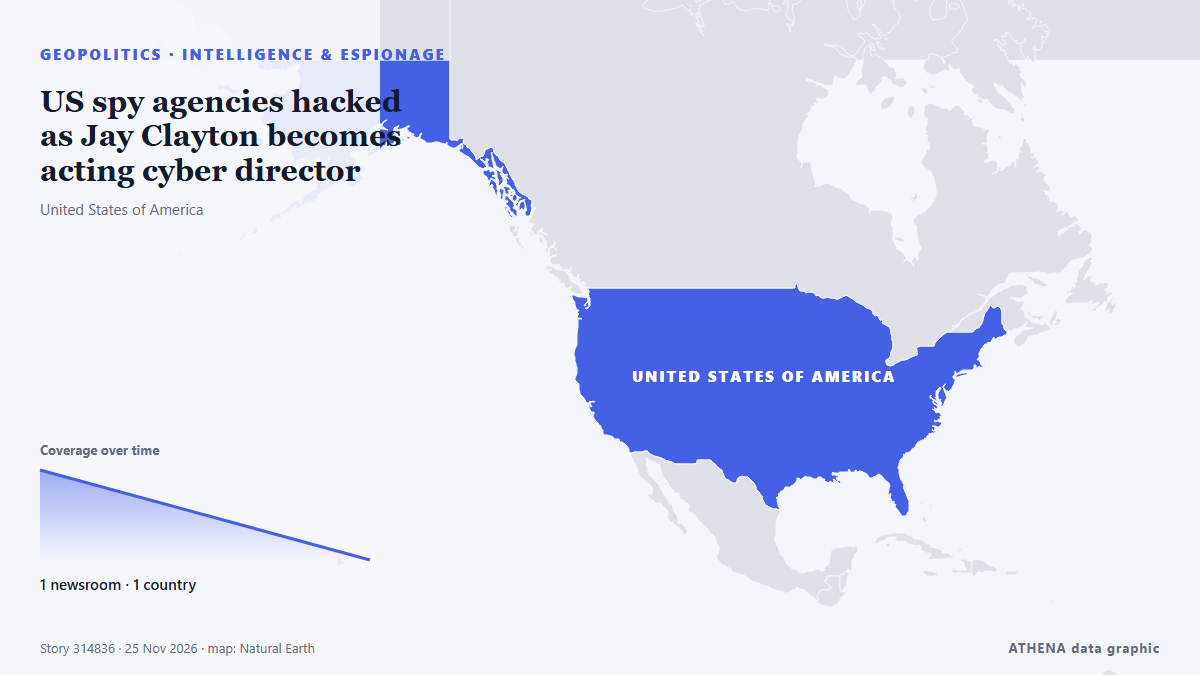 GEOPOLITICS · INTELLIGENCE & ESPIONAGE
US spy agencies hacked
as Jay Clayton becomes
acting cyber director
United States of America
UNITED STATES OF AMERICA
Coverage over time
1 newsroom · 1 country
Story 314836 · 25 Nov 2026 · map: Natural Earth
ATHENA data graphic